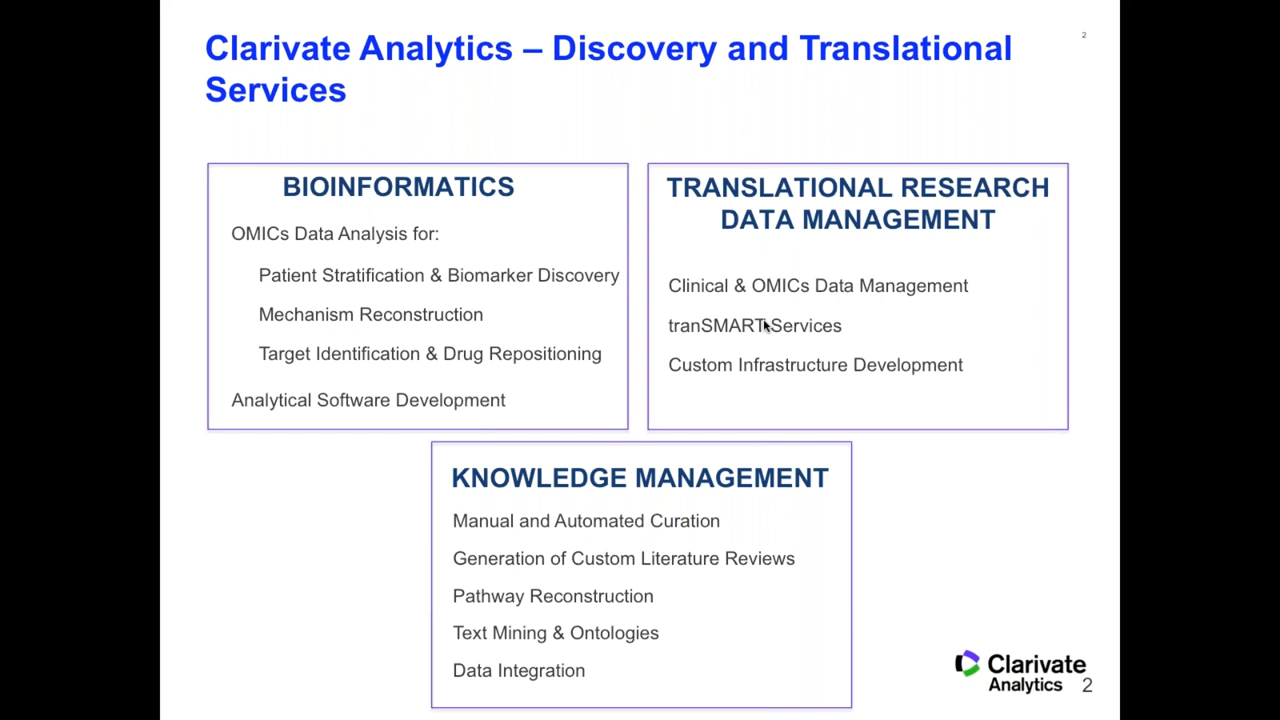 Clarivate Analytics – Discovery and Translational
Services
2
BIOINFORMATICS
OMICs Data Analysis for:
Patient Stratification & Biomarker Discovery
Mechanism Reconstruction
Target Identification & Drug Repositioning
Analytical Software Development
TRANSLATIONAL RESEARCH
DATA MANAGEMENT
Clinical & OMICs Data Management
tranSMART Services
Custom Infrastructure Development
KNOWLEDGE MANAGEMENT
Manual and Automated Curation
Generation of Custom Literature Reviews
Pathway Reconstruction
Text Mining & Ontologies
Data Integration
Clarivate
Analytics
2